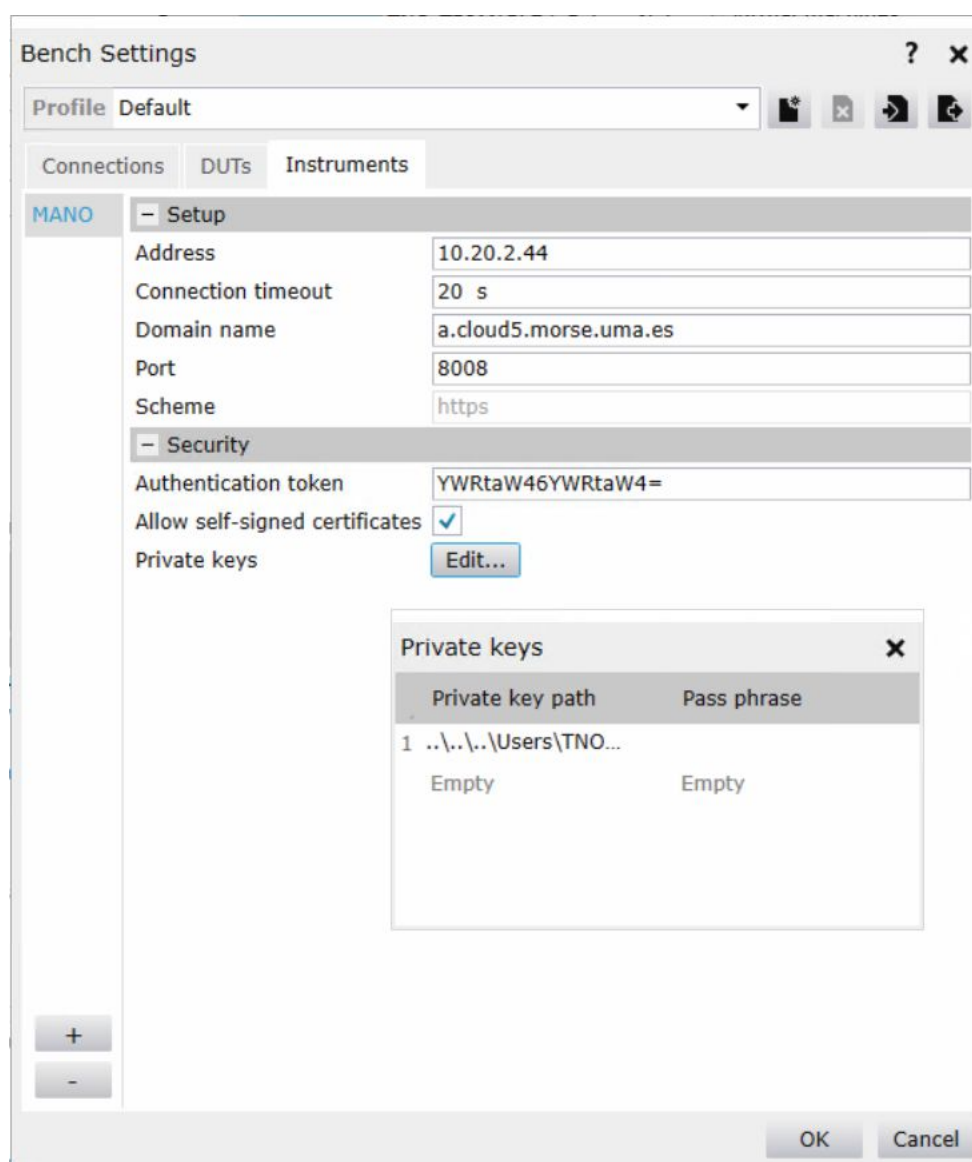 Bench Settings ? ×
Profile Default
Connections DUTs Instruments
MANO
− Setup
Address 10.20.2.44
Connection timeout 20 s
Domain name a.cloud5.morse.uma.es
Port 8008
Scheme https
− Security
Authentication token YWRtaW46YWRtaW4=
Allow self-signed certificates
Private keys Edit...
Private keys ×
Private key path Pass phrase
1 ..\..\..\Users\TNO...
Empty Empty
+
-
OK Cancel